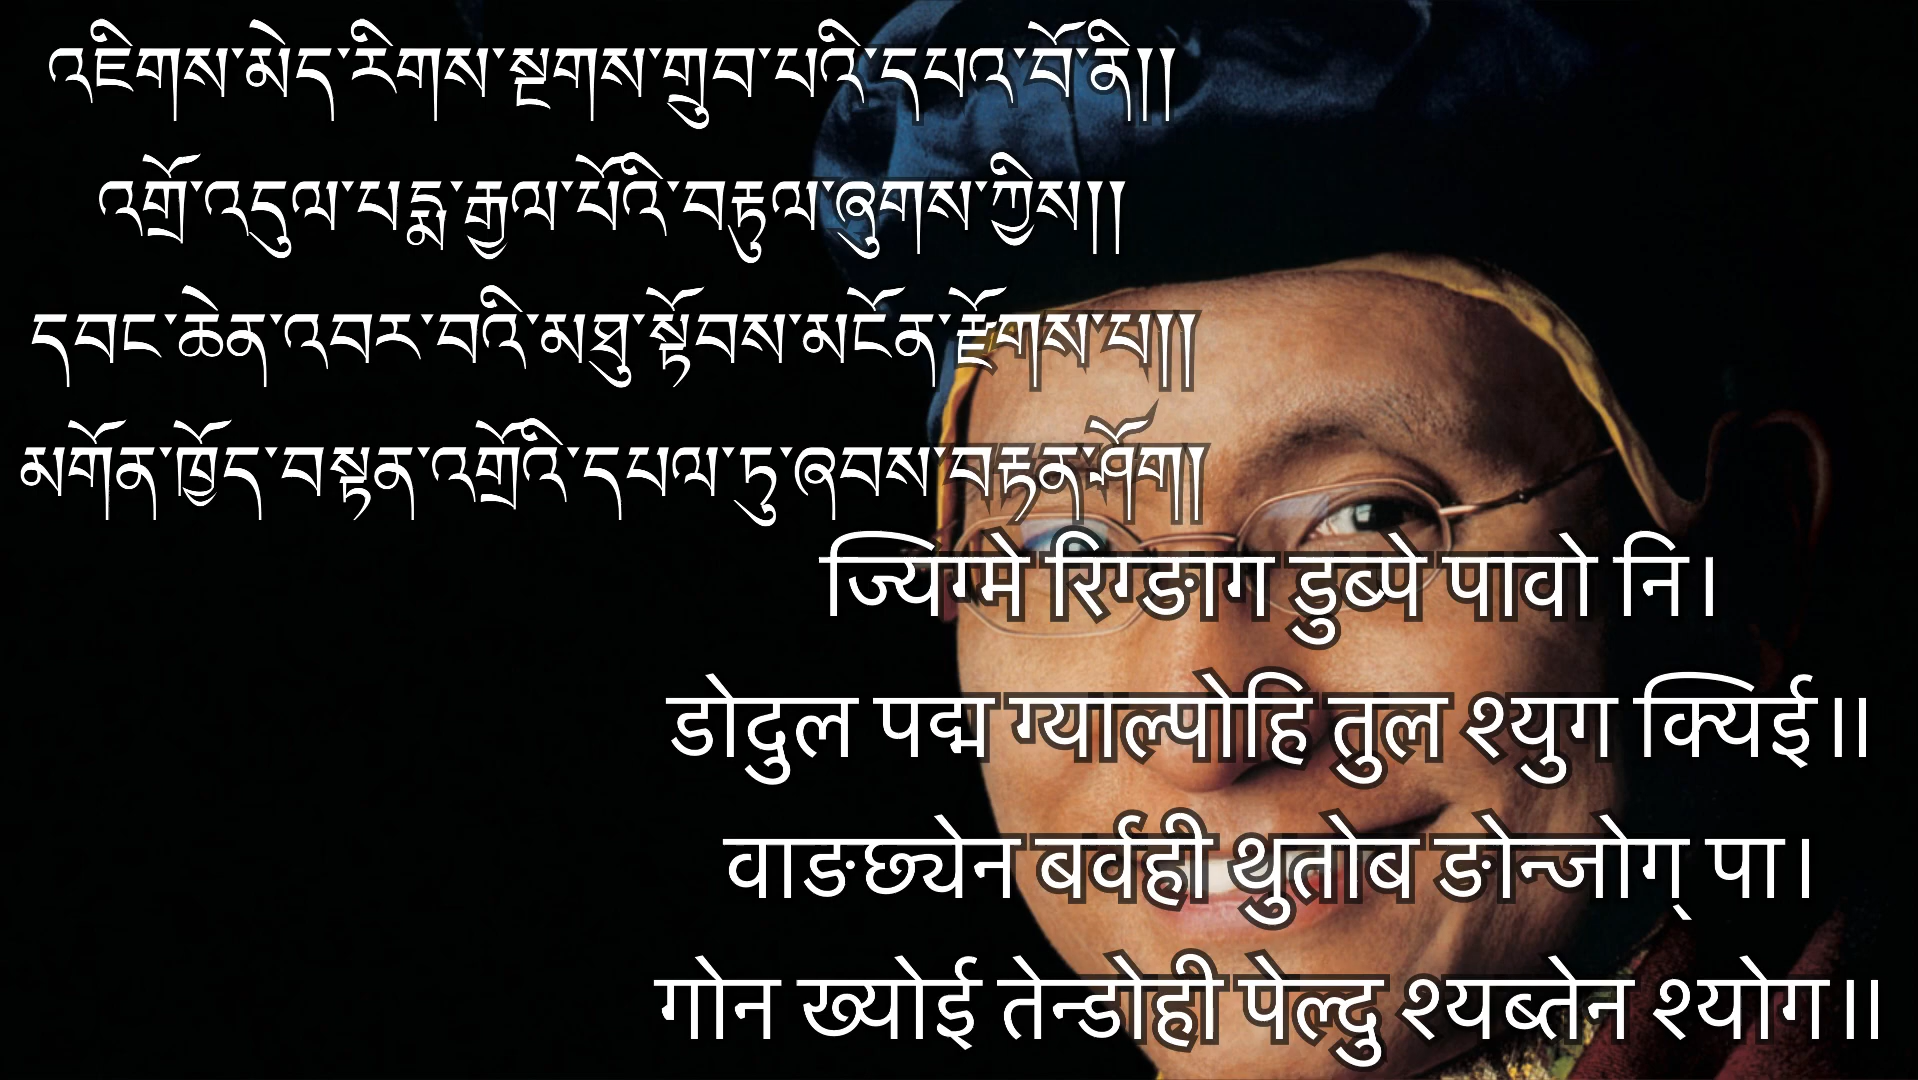 འཇིགས་མེད་རིགས་སྔགས་གྲུབ་པའི་དཔའ་བོ་ནི།།
འགྲོ་འདུལ་པདྨ་རྒྱལ་པོའི་བརྟུལ་ཞུགས་ཀྱིས།།
དབང་ཆེན་འབར་བའི་མཐུ་སྟོབས་མངོན་རྫོགས་པ།།
མགོན་ཁྱོད་བསྟན་འགྲོའི་དཔལ་ཏུ་ཞབས་བརྟན་ཤོག།
ज्यिग्मे रिग्ङाग डुब्पे पावो नि।
डोदुल पद्म ग्याल्पोहि तुल श्युग क्यिई॥
वाङछ्येन बर्वही थुतोब ङोन्जोग् पा।
गोन ख्योई तेन्डोही पेल्दु श्यब्तेन श्योग॥